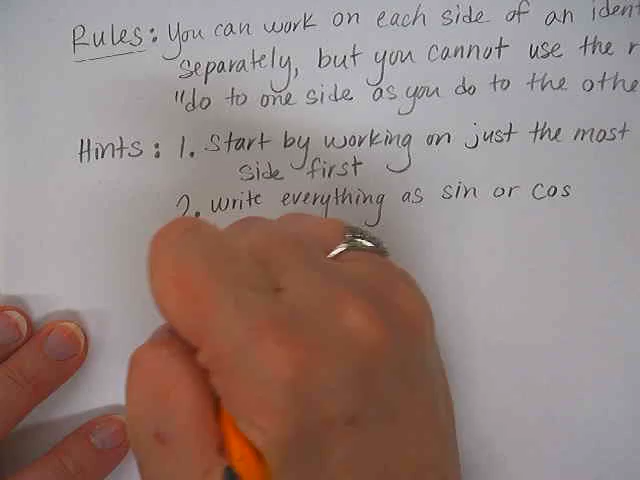 Rules: You can work on each side of an
separately, but you cannot use the
"do to one side as you do to the
Hints: 1. Start by working on just the most
side first
2. write everything as sin or cos